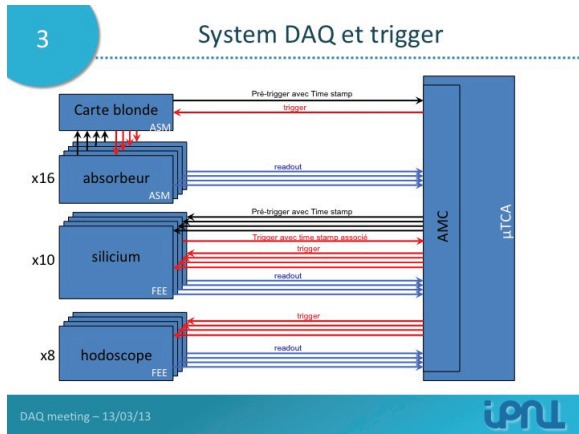 3
System DAQ et trigger
Carte blonde
ASM
Pré-trigger avec Time stamp
trigger
x16
absorbeur
ASM
readout
x10
silicium
FEE
Pré-trigger avec Time stamp
Trigger avec time stamp associé
trigger
readout
x8
hodoscope
FEE
trigger
readout
AMC
µTCA
DAQ meeting – 13/03/13
ipnl